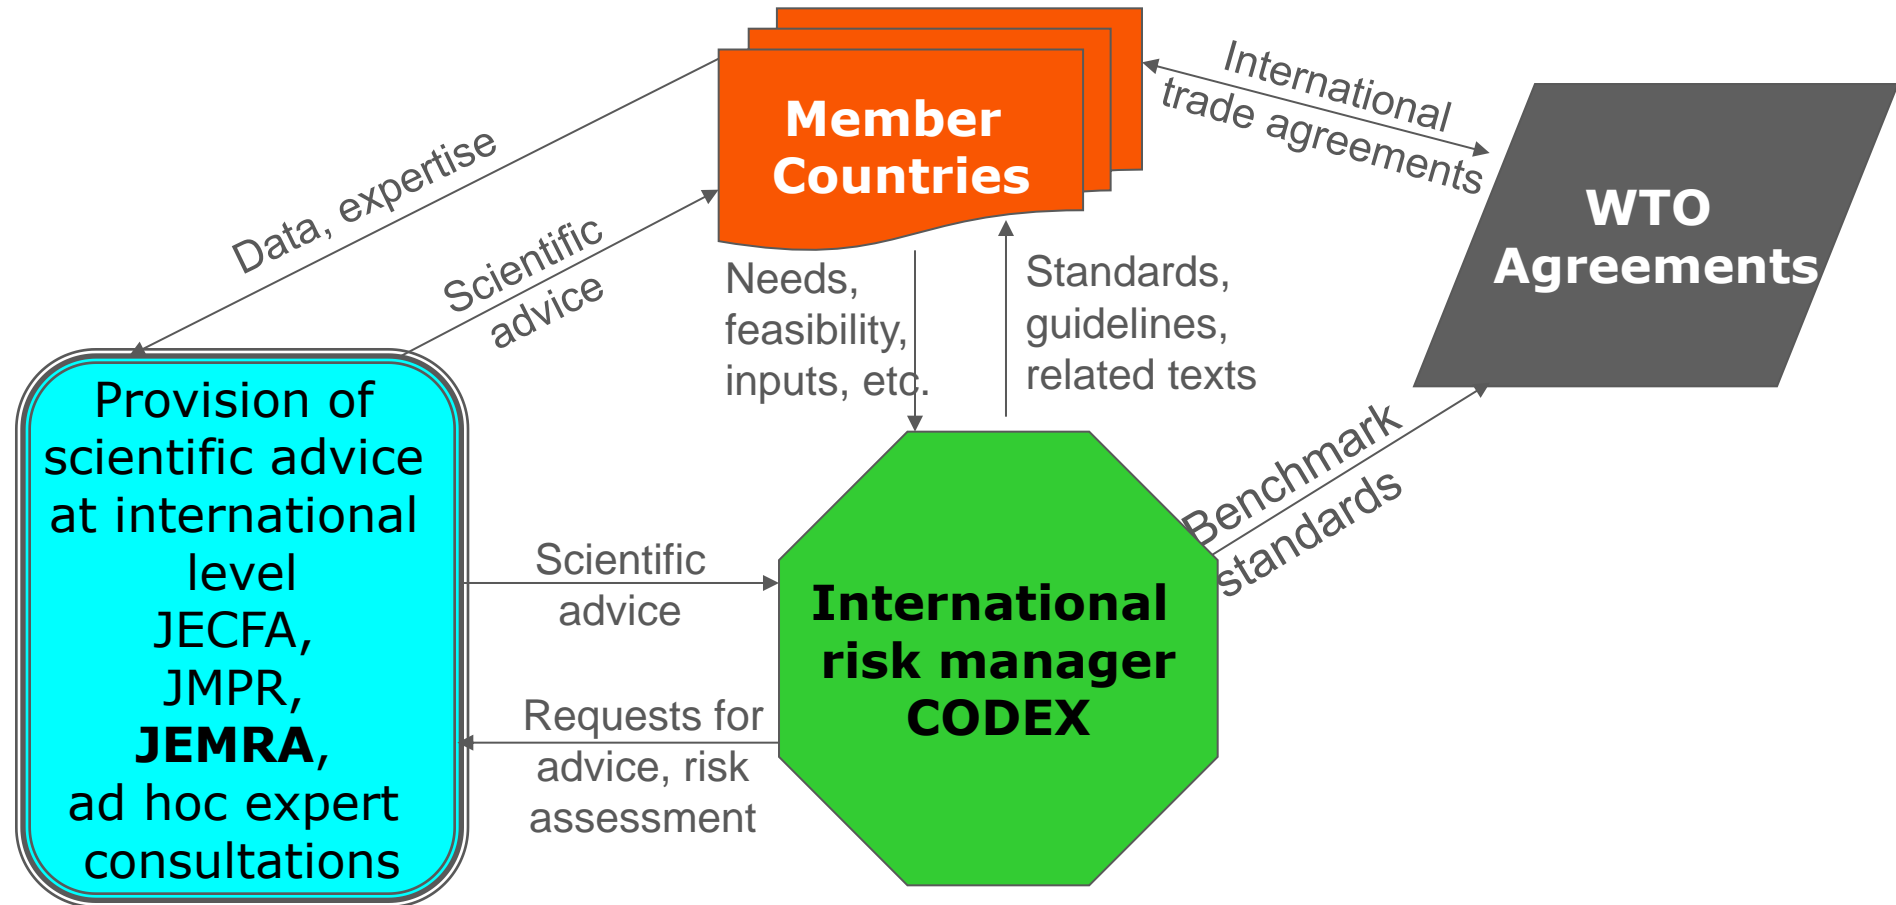 Member
Countries
International
trade agreements
WTO
Agreements
Data, expertise
Scientific
advice
Needs,
feasibility,
inputs, etc.
Standards,
guidelines,
related texts
Benchmark
standards
Provision of
scientific advice
at international
level
JECFA,
JMPR,
JEMRA,
ad hoc expert
consultations
Scientific
advice
Requests for
advice, risk
assessment
International
risk manager
CODEX